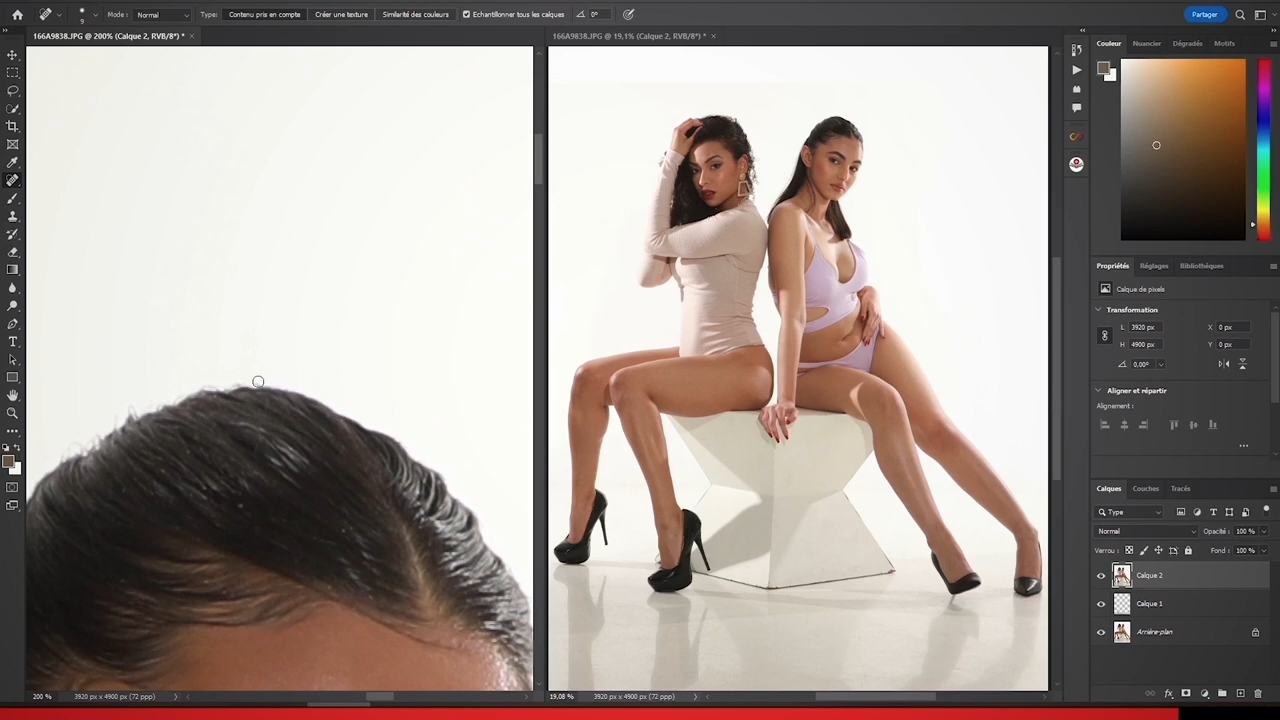 9 Mode : Normal Type : Contenu pris en compte Créer une texture Similarité des couleurs Echantillonner tous les calques 0° Partager
166A9838.JPG @ 200% (Calque 2, RVB/8*) * × 166A9838.JPG @ 19,1% (Calque 2, RVB/8*) * ×
Couleur Nuancier Dégradés Motifs
Propriétés Réglages Bibliothèques
Calque de pixels
Transformation
L 3920 px X 0 px
H 4900 px Y 0 px
0,00°
Aligner et répartir
Alignement :
Calques Couches Tracés
Type
Normal Opacité : 100 %
Verrou : Fond : 100 %
Calque 2
Calque 1
Arrière-plan
200 % 3920 px x 4900 px (72 ppp) 19,08 % 3920 px x 4900 px (72 ppp)